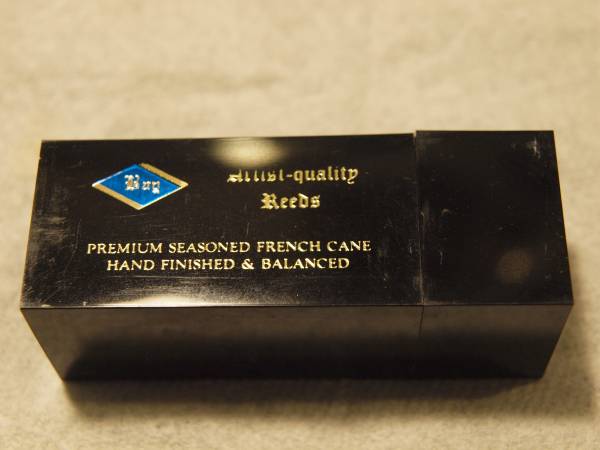 Bay
Artist-quality
Reeds
PREMIUM SEASONED FRENCH CANE
HAND FINISHED & BALANCED